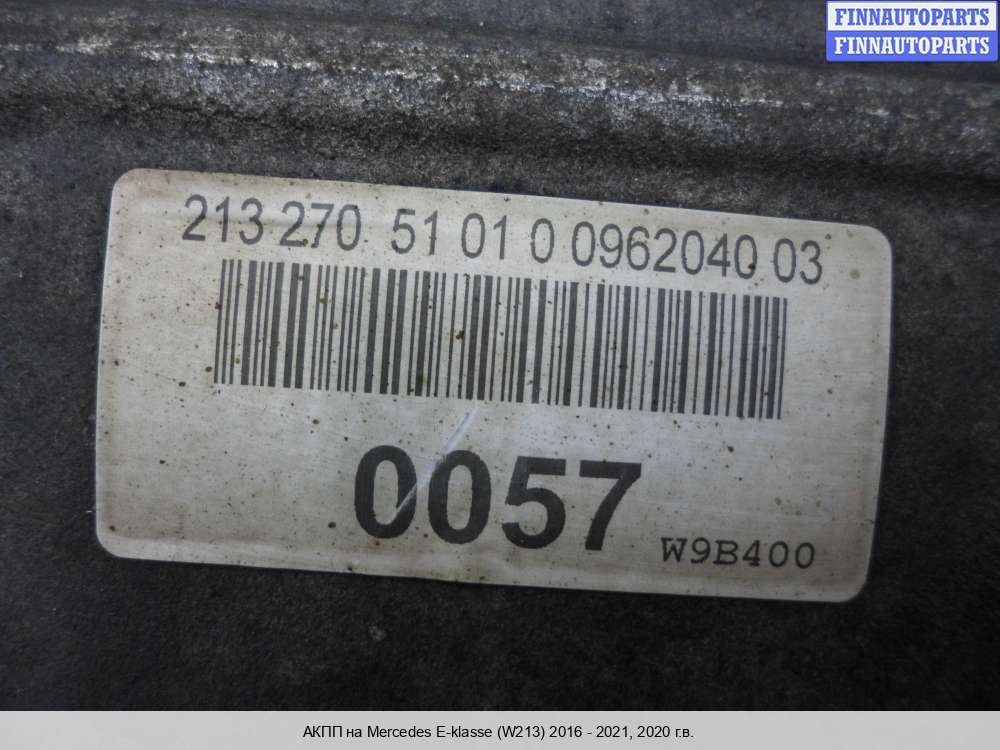 FINNAUTOPARTS
FINNAUTOPARTS
213 270 51 01 0 0962040 03
0057
W9B400
АКПП на Mercedes E-klasse (W213) 2016 - 2021, 2020 г.в.